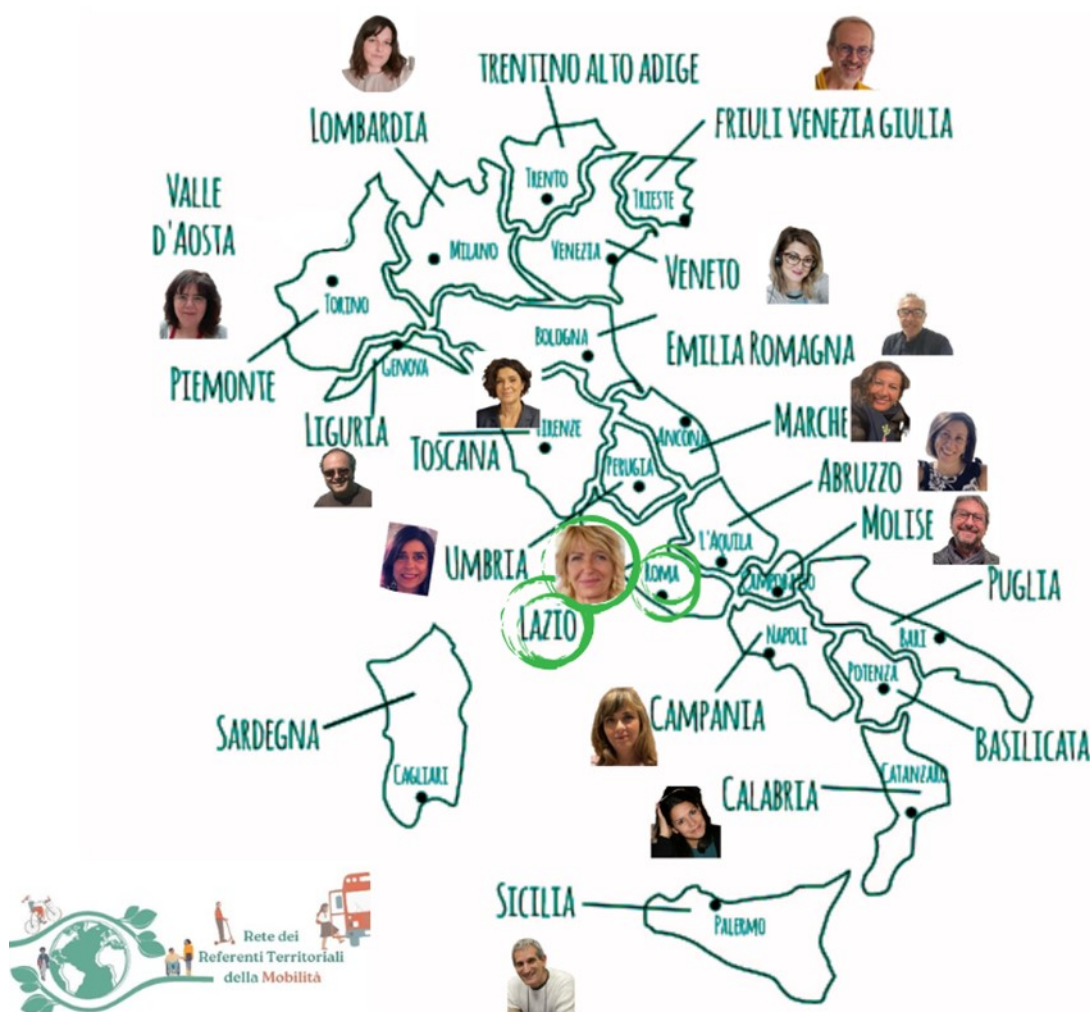 TRENTINO ALTO ADIGE
LOMBARDIA
FRIULI VENEZIA GIULIA
VALLE
D'AOSTA
TRENTO
TRIESTE
MILANO
VENEZIA
VENETO
TORINO
BOLOGNA
EMILIA ROMAGNA
PIEMONTE
GENOVA
LIGURIA
TOSCANA
FIRENZE
ANCONA
MARCHE
PERUGIA
ABRUZZO
MOLISE
UMBRIA
L'AQUILA
ROMA
CAMPOBASSO
PUGLIA
LAZIO
NAPOLI
BARI
POTENZA
SARDEGNA
CAMPANIA
BASILICATA
CAGLIARI
CALABRIA
CATANZARO
SICILIA
PALERMO
Rete dei
Referenti Territoriali
della Mobilità